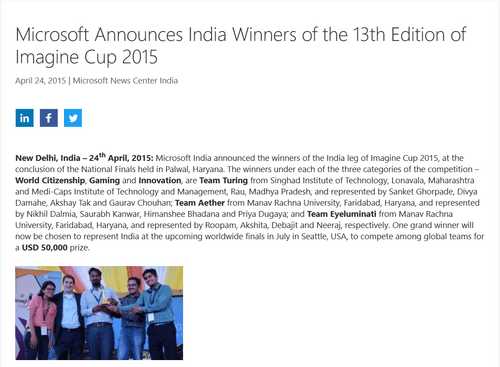 Microsoft Announces India Winners of the 13th Edition of
Imagine Cup 2015
April 24, 2015 | Microsoft News Center India
in f
New Delhi, India – 24th April, 2015: Microsoft India announced the winners of the India leg of Imagine Cup 2015, at the
conclusion of the National Finals held in Palwal, Haryana. The winners under each of the three categories of the competition –
World Citizenship, Gaming and Innovation, are Team Turing from Singhad Institute of Technology, Lonavala, Maharashtra
and Medi-Caps Institute of Technology and Management, Rau, Madhya Pradesh, and represented by Sanket Ghorpade, Divya
Damahe, Akshay Tak and Gaurav Chouhan; Team Aether from Manav Rachna University, Faridabad, Haryana, and represented
by Nikhil Dalmia, Saurabh Kanwar, Himanshee Bhadana and Priya Dugaya; and Team Eyeluminati from Manav Rachna
University, Faridabad, Haryana, and represented by Roopam, Akshita, Debajit and Neeraj, respectively. One grand winner will
now be chosen to represent India at the upcoming worldwide finals in July in Seattle, USA, to compete among global teams for
a USD 50,000 prize.